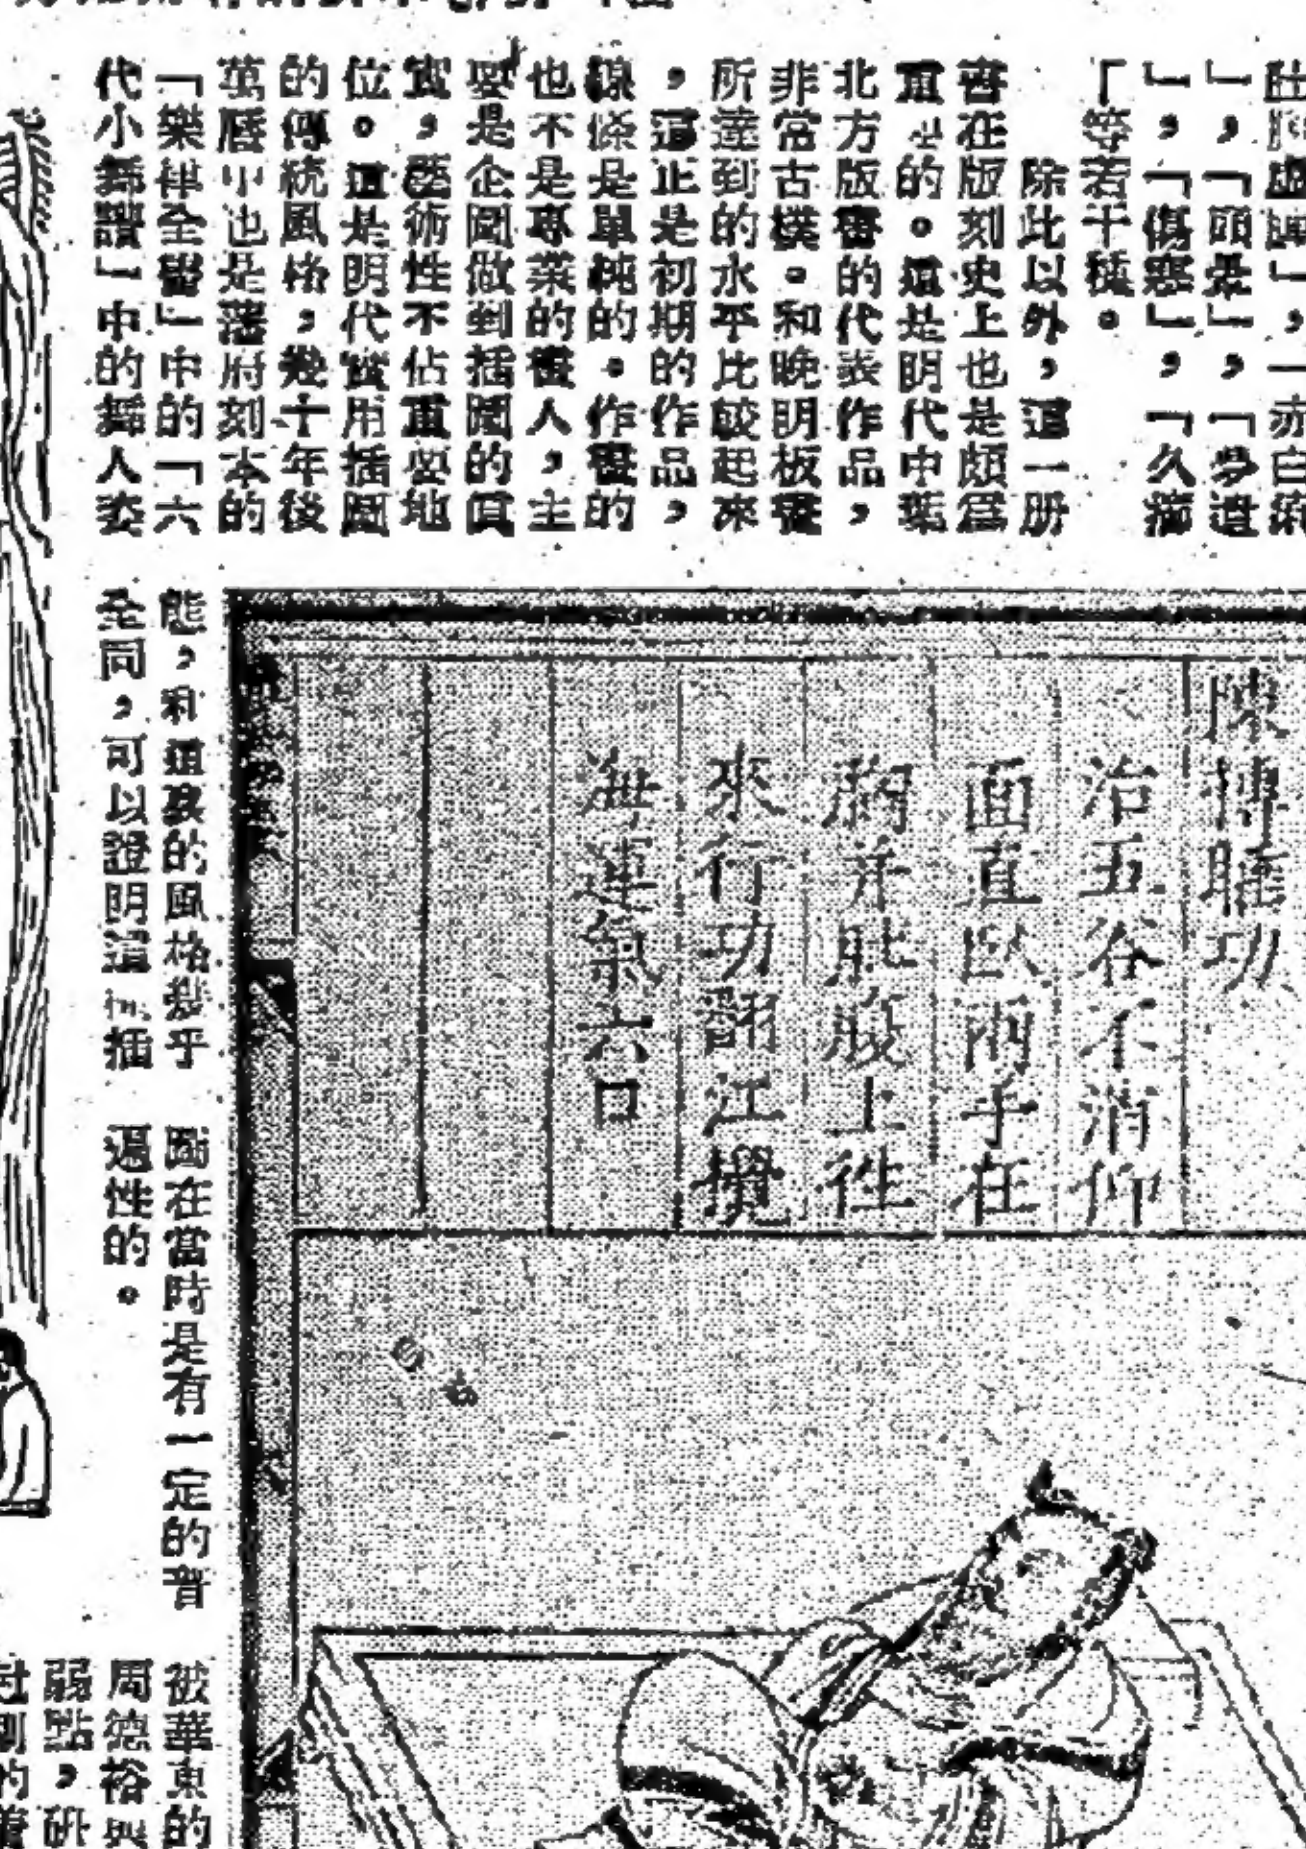 」，「頭暈」，「夢遺
」，「傷寒」，「久瀉
「等若干種。
除此以外，這一册
書在版刻史上也是頗爲
重的。這是明代中葉
北方版畫的代表作品，
非常古樸。和晚明板畫
所達到的水平比較起來
，這正是初期的作品，
線條是單純的。作畫的
也不是專業的畫人，主
要是企圖做到插圖的真
實，藝術性不佔重要地
位。這是明代實用插圖
的傳統風格，幾十年後
萬曆中也是藩府刻本的
「樂律全書」中的「六
代小舞譜」中的舞人姿
態，和這裏的風格幾乎
全同，可以證明這插
圖在當時是有一定的普
遍性的。
陳摶睡功
治五谷不消仰
面直臥兩手在
胸并肚腹上往
來行功翻江攪
海運氣六口
被華東的
周德裕與
弱點，研